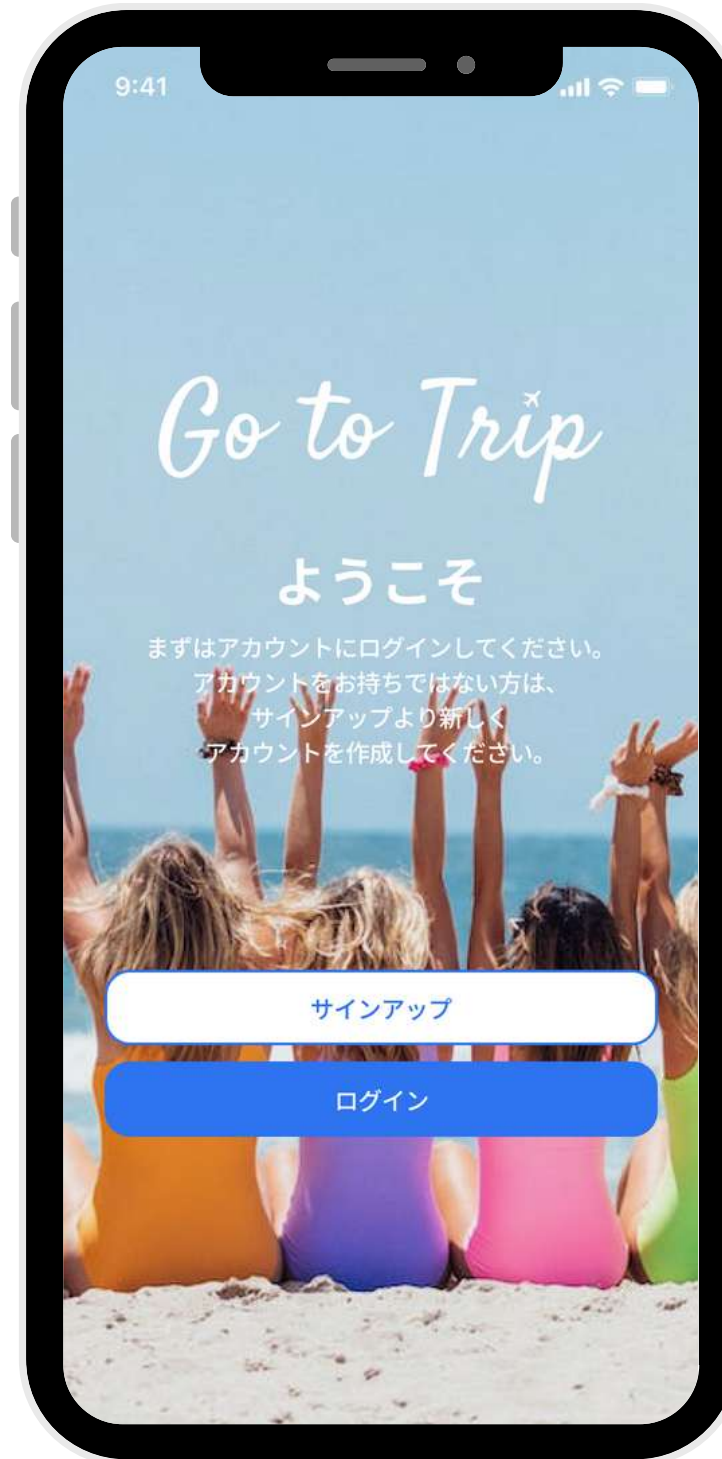 9:41
Go to Trip
ようこそ
まずはアカウントにログインしてください。
アカウントをお持ちではない方は、
サインアップより新しく
アカウントを作成してください。
サインアップ
ログイン